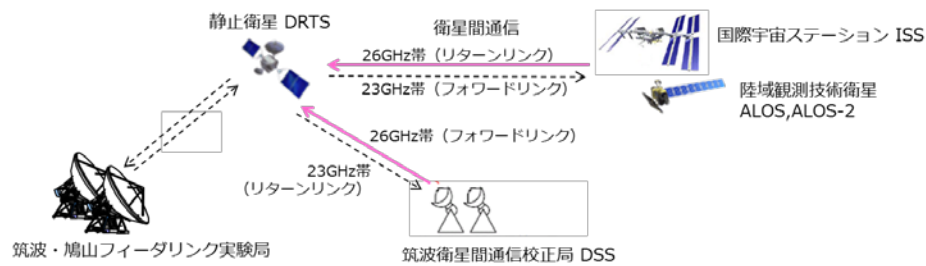 静止衛星 DRTS
衛星間通信
26GHz帯（リターンリンク）
23GHz帯（フォワードリンク）
国際宇宙ステーション ISS
陸域観測技術衛星
ALOS,ALOS-2
26GHz帯（フォワードリンク）
23GHz帯
（リターンリンク）
筑波・鳩山フィーダリンク実験局
筑波衛星間通信校正局 DSS